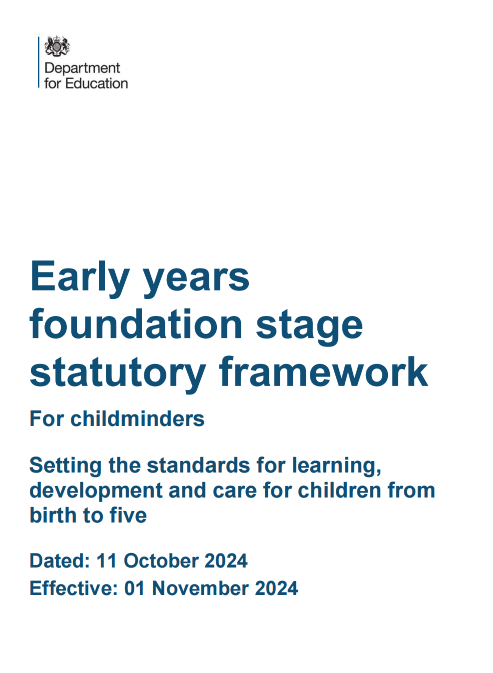 Department
for Education
Early years
foundation stage
statutory framework
For childminders
Setting the standards for learning,
development and care for children from
birth to five
Dated: 11 October 2024
Effective: 01 November 2024